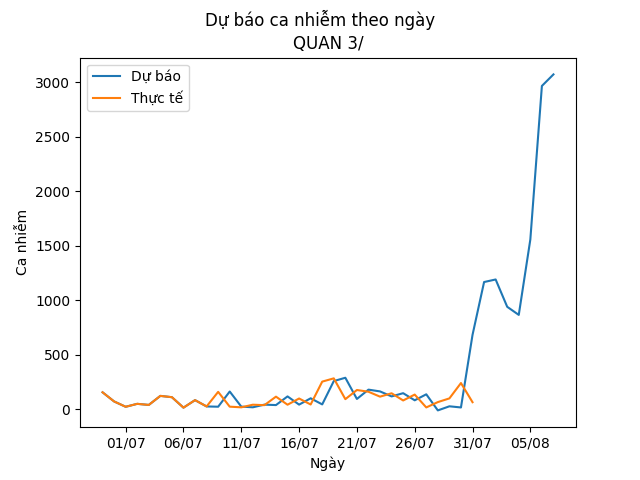 Dự báo ca nhiễm theo ngày
QUAN 3/
Dự báo
Thực tế
Ca nhiễm
3000
2500
2000
1500
1000
500
0
01/07 06/07 11/07 16/07 21/07 26/07 31/07 05/08
Ngày